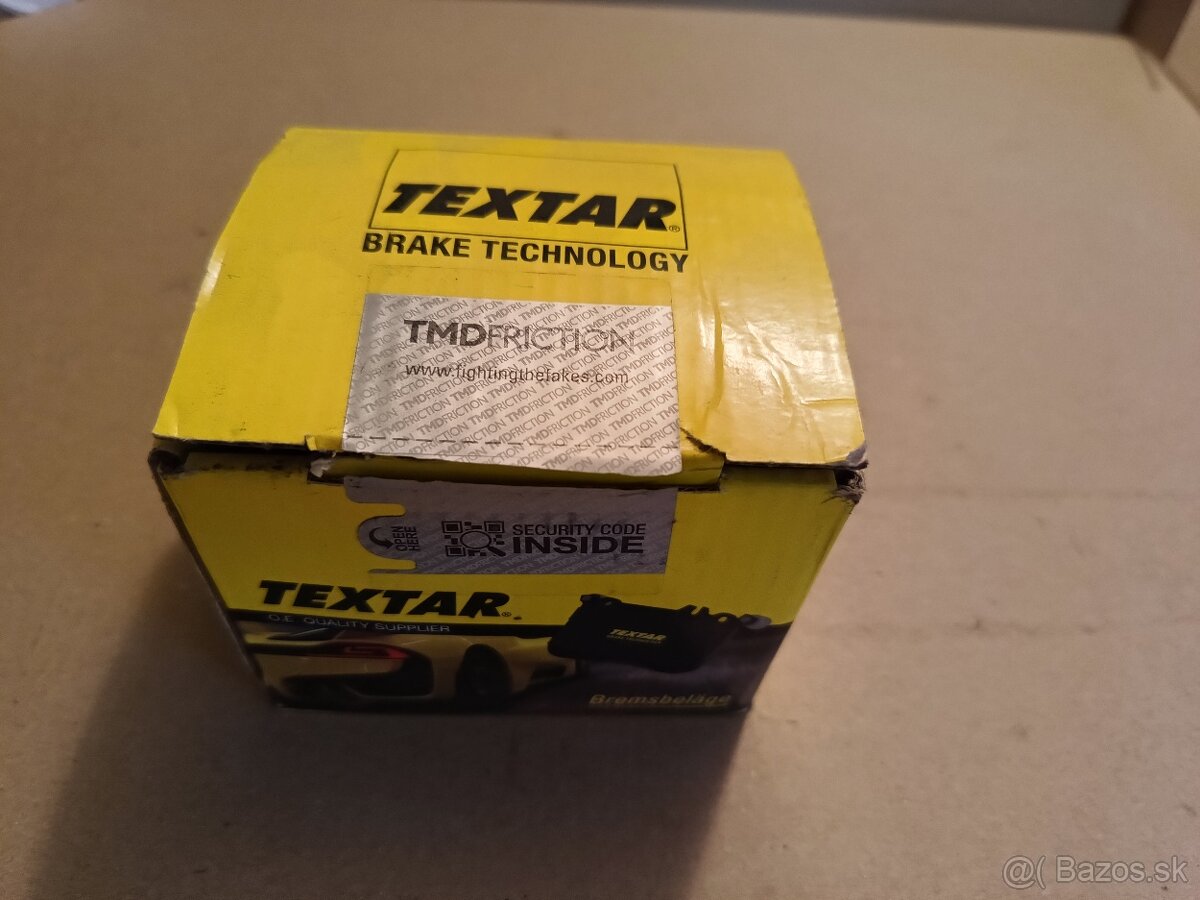 TEXTAR®
BRAKE TECHNOLOGY
TMDFRICTION
www.fightingthefakes.com
OPEN
HERE
SECURITY CODE
INSIDE
TEXTAR®
O.E. QUALITY SUPPLIER
TEXTAR
Bremsbeläge
@( Bazos.sk